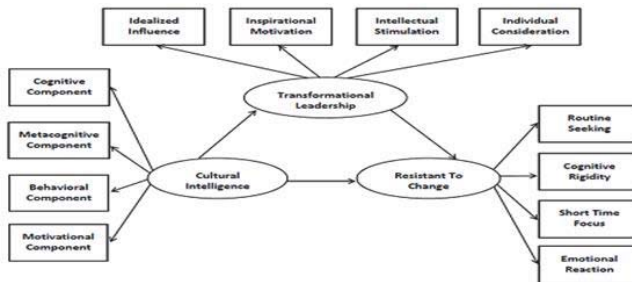 Idealized
Influence
Inspirational
Motivation
Intellectual
Stimulation
Individual
Consideration
Transformational
Leadership
Cognitive
Component
Metacognitive
Component
Behavioral
Component
Motivational
Component
Cultural
Intelligence
Resistant To
Change
Routine
Seeking
Cognitive
Rigidity
Short Time
Focus
Emotional
Reaction